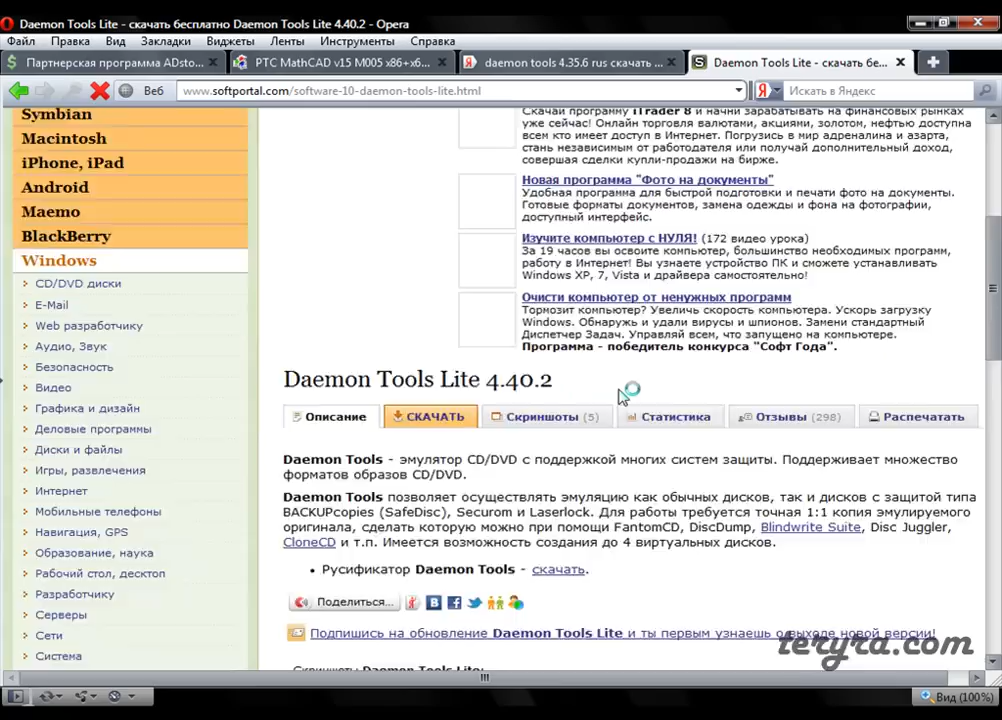 Daemon Tools Lite - скачать бесплатно Daemon Tools Lite 4.40.2 - Opera
Файл Правка Вид Закладки Виджеты Ленты Инструменты Справка
Партнерская программа ADsto... PTC MathCAD v15 M005 x86+x6... daemon tools 4.35.6 rus скачать ... Daemon Tools Lite - скачать бе...
Веб www.softportal.com/software-10-daemon-tools-lite.html Искать в Яндекс
Symbian
Macintosh
iPhone, iPad
Android
Maemo
BlackBerry
Windows
CD/DVD диски
E-Mail
Web разработчику
Аудио, Звук
Безопасность
Видео
Графика и дизайн
Деловые программы
Диски и файлы
Игры, развлечения
Интернет
Мобильные телефоны
Навигация, GPS
Образование, наука
Рабочий стол, десктоп
Разработчику
Серверы
Сети
Система
Скачай программу iTrader 8 и начни зарабатывать на финансовых рынках
уже сейчас! Онлайн торговля валютами, акциями, золотом, нефтью доступна
всем кто имеет доступ в Интернет. Погрузись в мир адреналина и азарта,
стань независимым от работодателя или получай дополнительный доход,
совершая сделки купли-продажи на бирже.
Новая программа "Фото на документы"
Удобная программа для быстрой подготовки и печати фото на документы.
Готовые форматы документов, замена одежды и фона на фотографии,
доступный интерфейс.
Изучите компьютер с НУЛЯ! (172 видео урока)
За 19 часов вы освоите компьютер, большинство необходимых программ,
работу в Интернет! Вы узнаете устройство ПК и сможете устанавливать
Windows XP, 7, Vista и драйвера самостоятельно!
Очисти компьютер от ненужных программ
Тормозит компьютер? Увеличь скорость компьютера. Ускорь загрузку
Windows. Обнаружь и удали вирусы и шпионов. Замени стандартный
Диспетчер Задач. Управляй всем, что запущено на компьютере.
Программа - победитель конкурса "Софт Года".
Daemon Tools Lite 4.40.2
Описание СКАЧАТЬ Скриншоты (5) Статистика Отзывы (298) Распечатать
Daemon Tools - эмулятор CD/DVD с поддержкой многих систем защиты. Поддерживает множество
форматов образов CD/DVD.
Daemon Tools позволяет осуществлять эмуляцию как обычных дисков, так и дисков с защитой типа
BACKUPcopies (SafeDisc), Securom и Laserlock. Для работы требуется точная 1:1 копия эмулируемого
оригинала, сделать которую можно при помощи FantomCD, DiscDump, Blindwrite Suite, Disc Juggler,
CloneCD и т.п. Имеется возможность создания до 4 виртуальных дисков.
• Русификатор Daemon Tools - скачать.
Поделиться...
Подпишись на обновление Daemon Tools Lite и ты первым узнаешь о выходе новой версии!
Скриншоты Daemon Tools Lite:
teryra.com
Вид (100%)